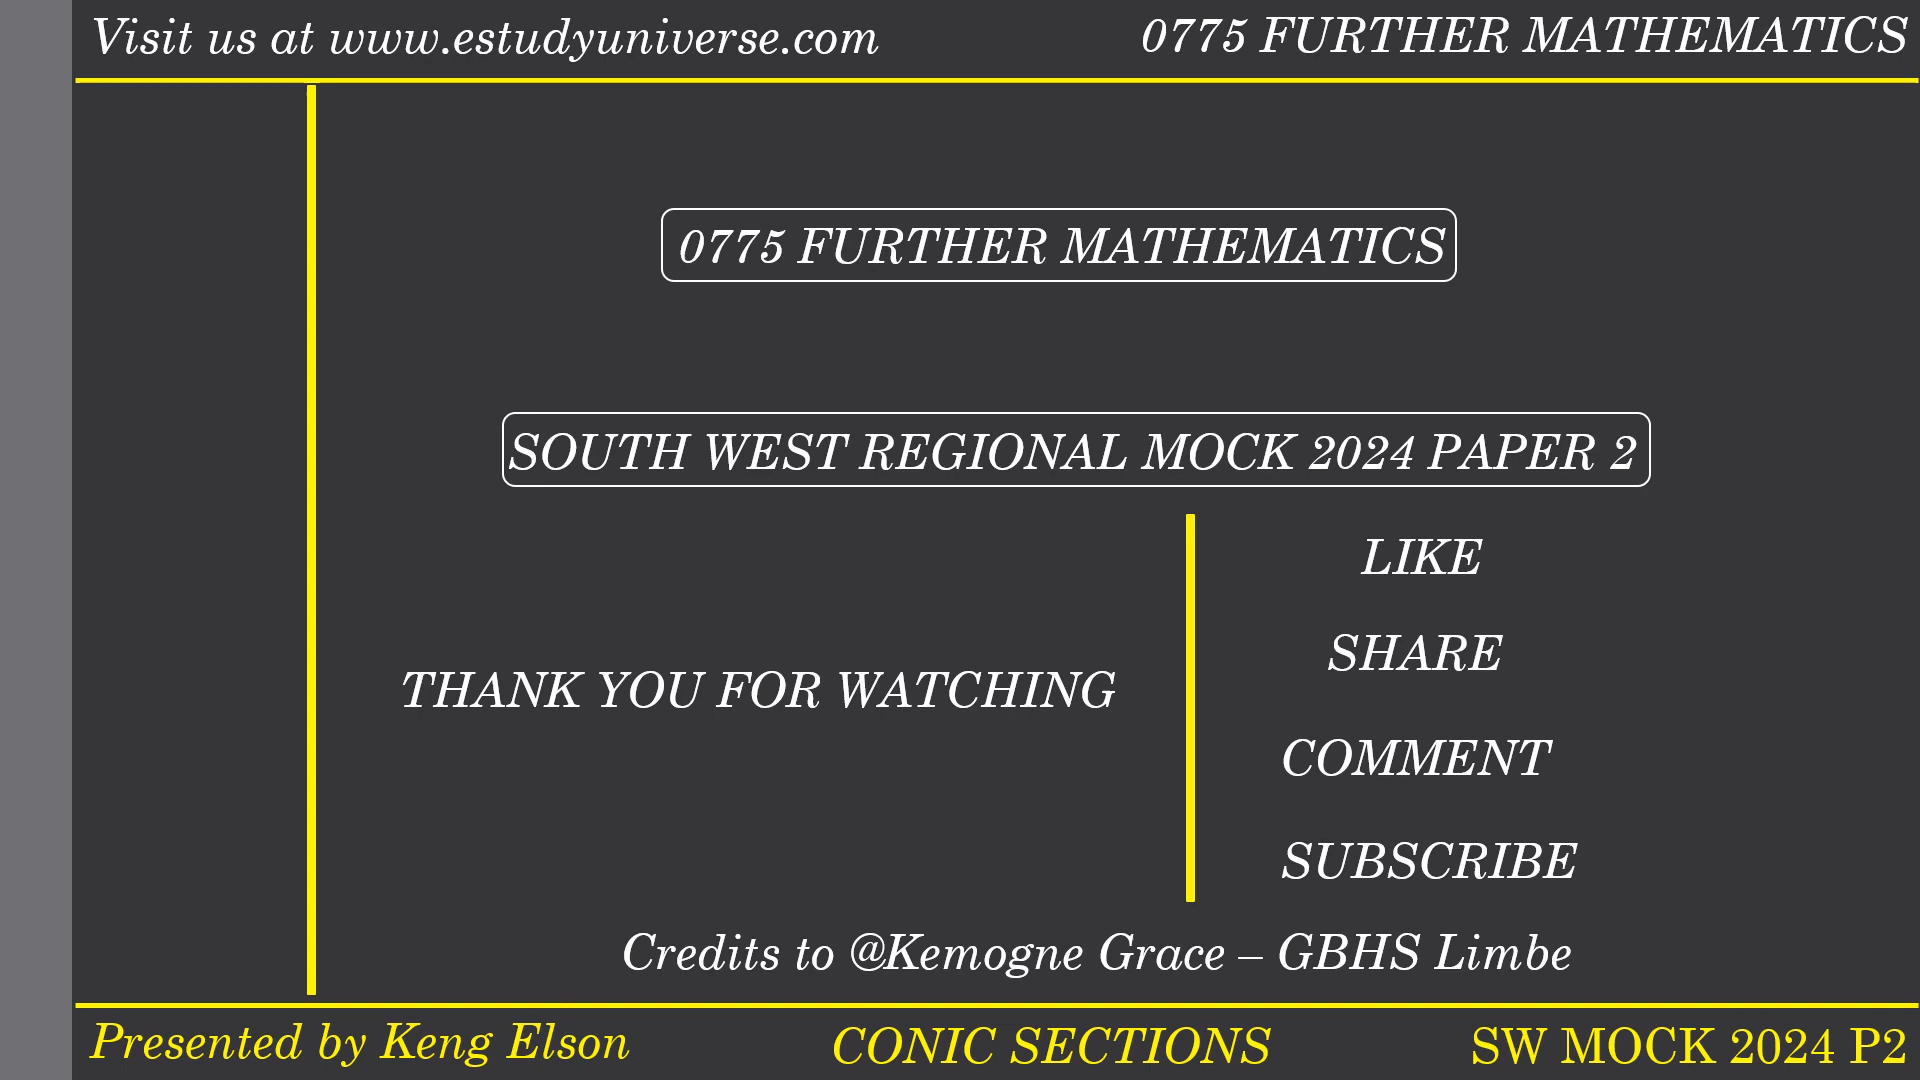 Visit us at www.estudyuniverse.com
0775 FURTHER MATHEMATICS
0775 FURTHER MATHEMATICS
SOUTH WEST REGIONAL MOCK 2024 PAPER 2
THANK YOU FOR WATCHING
LIKE
SHARE
COMMENT
SUBSCRIBE
Credits to @Kemogne Grace – GBHS Limbe
Presented by Keng Elson
CONIC SECTIONS
SW MOCK 2024 P2